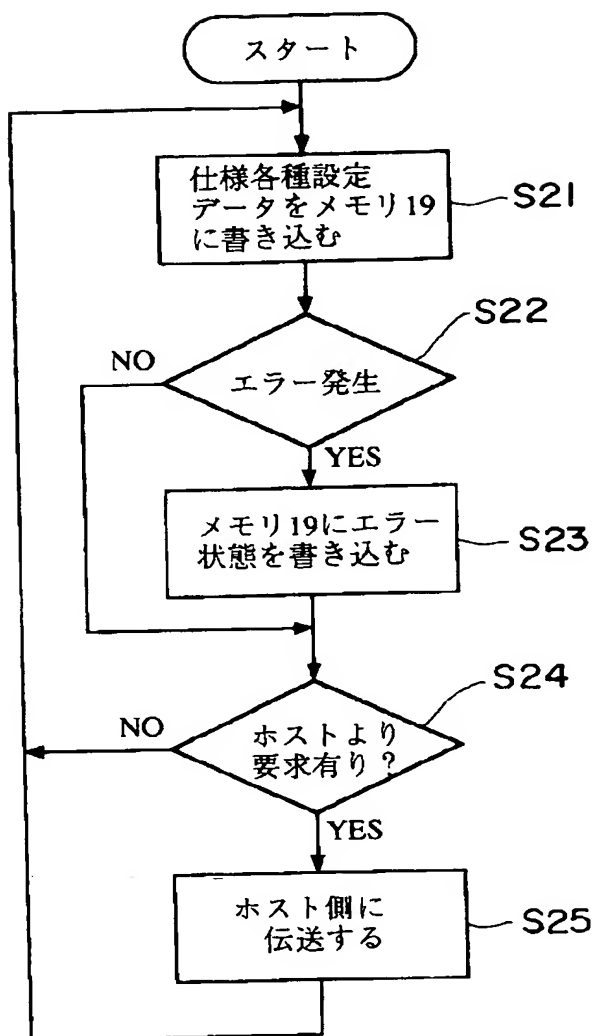 スタート
仕様各種設定
データをメモリ19
に書き込む
S21
S22
NO
エラー発生
YES
メモリ19にエラー
状態を書き込む
S23
S24
NO
ホストより
要求有り?
YES
ホスト側に
伝送する
S25